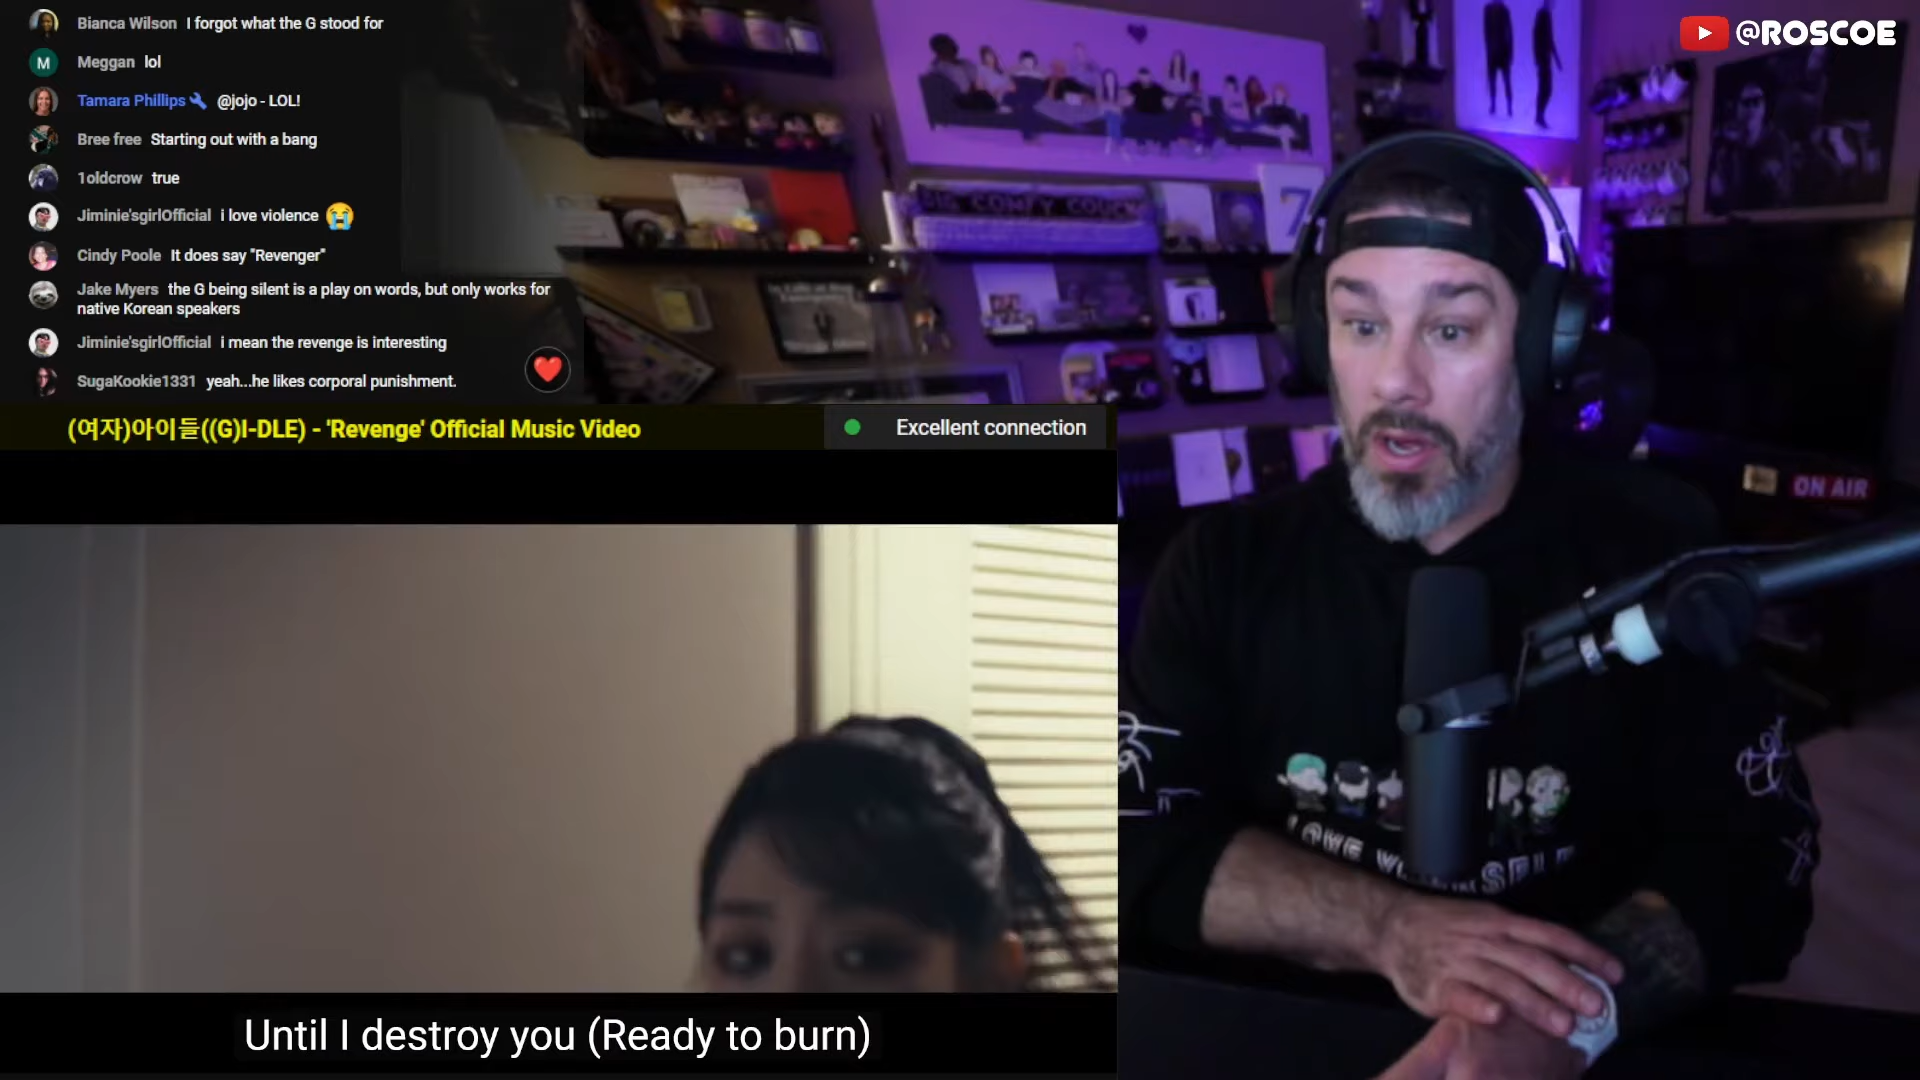 Bianca Wilson I forgot what the G stood for
M Meggan lol
Tamara Phillips @jojo - LOL!
Bree free Starting out with a bang
1oldcrow true
Jiminie'sgirlOfficial i love violence 😭
Cindy Poole It does say "Revenger"
Jake Myers the G being silent is a play on words, but only works for
native Korean speakers
Jiminie'sgirlOfficial i mean the revenge is interesting
SugaKookie1331 yeah...he likes corporal punishment.
(여자)아이들((G)I-DLE) - 'Revenge' Official Music Video
Excellent connection
Until I destroy you (Ready to burn)
@ROSCOE
BIG COMFY COUCH
7
ON AIR